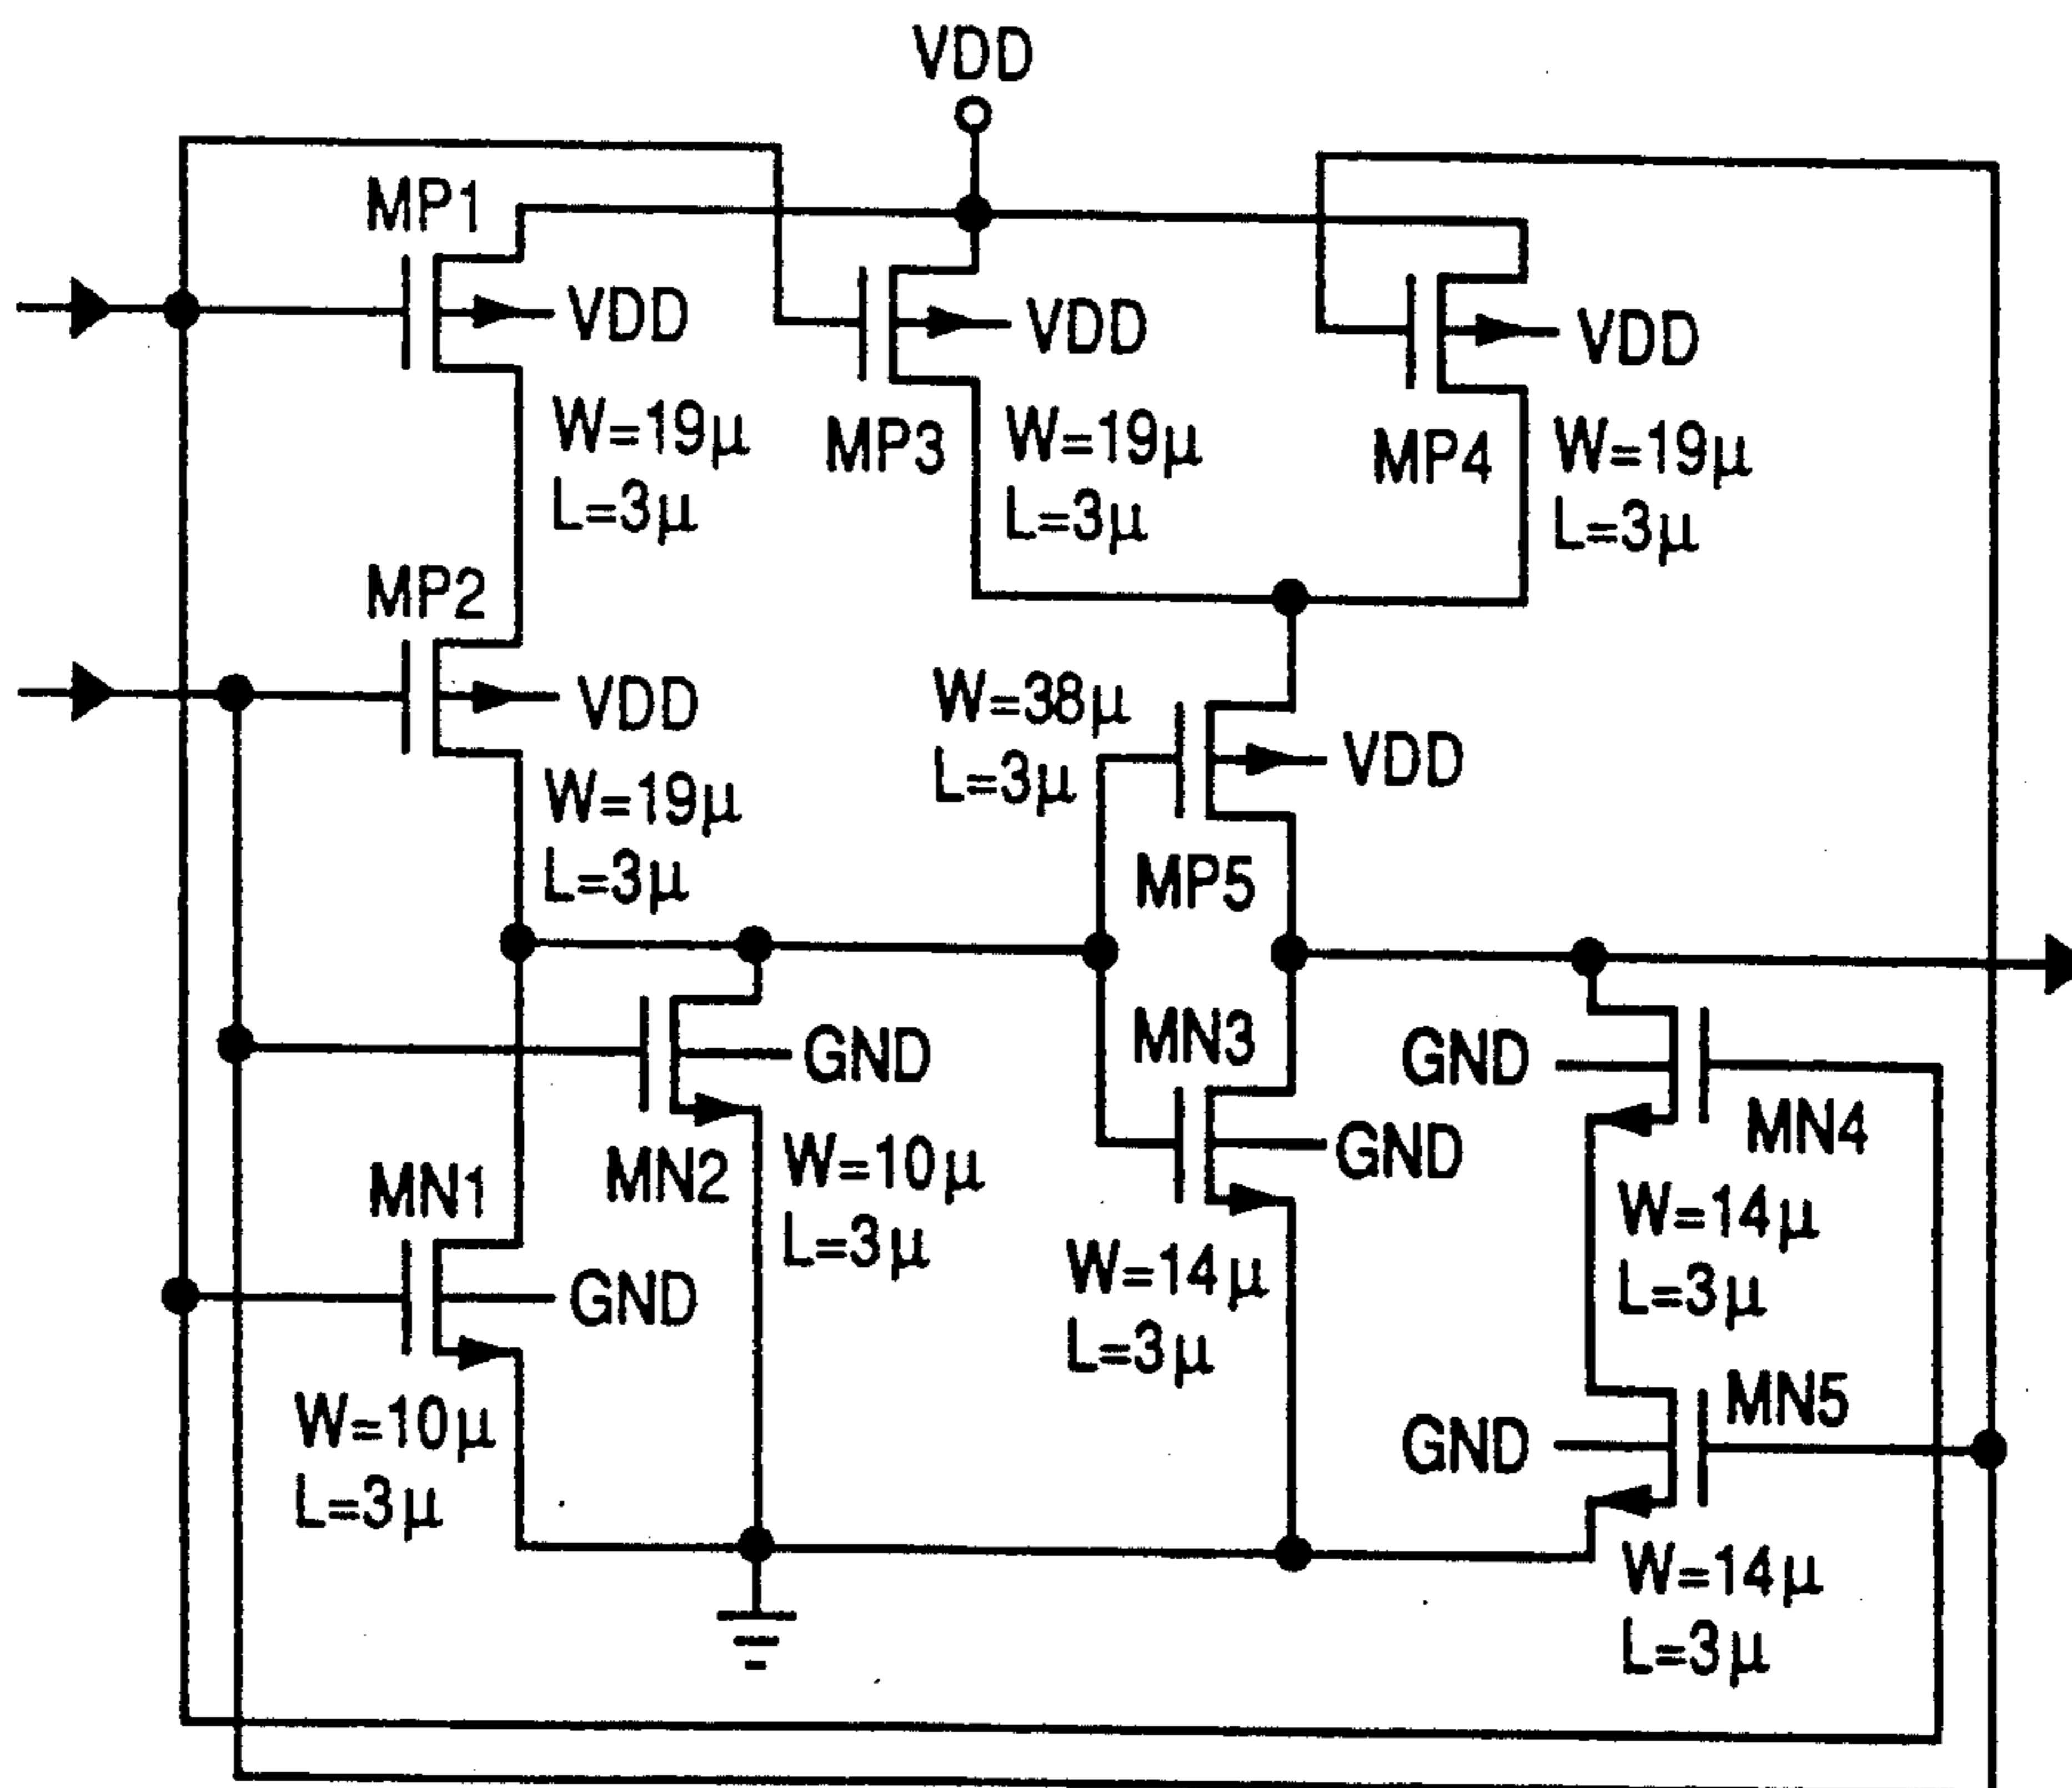 VDD
MP1
VDD
VDD
VDD
W=19µ
L=3µ
MP3
W=19µ
L=3µ
MP4
W=19µ
L=3µ
MP2
VDD
W=38µ
L=3µ
VDD
W=19µ
L=3µ
MP5
MN3
GND
GND
MN4
GND
MN2
W=10µ
L=3µ
MN1
GND
W=14µ
L=3µ
W=14µ
L=3µ
MN5
GND
W=10µ
L=3µ
W=14µ
L=3µ